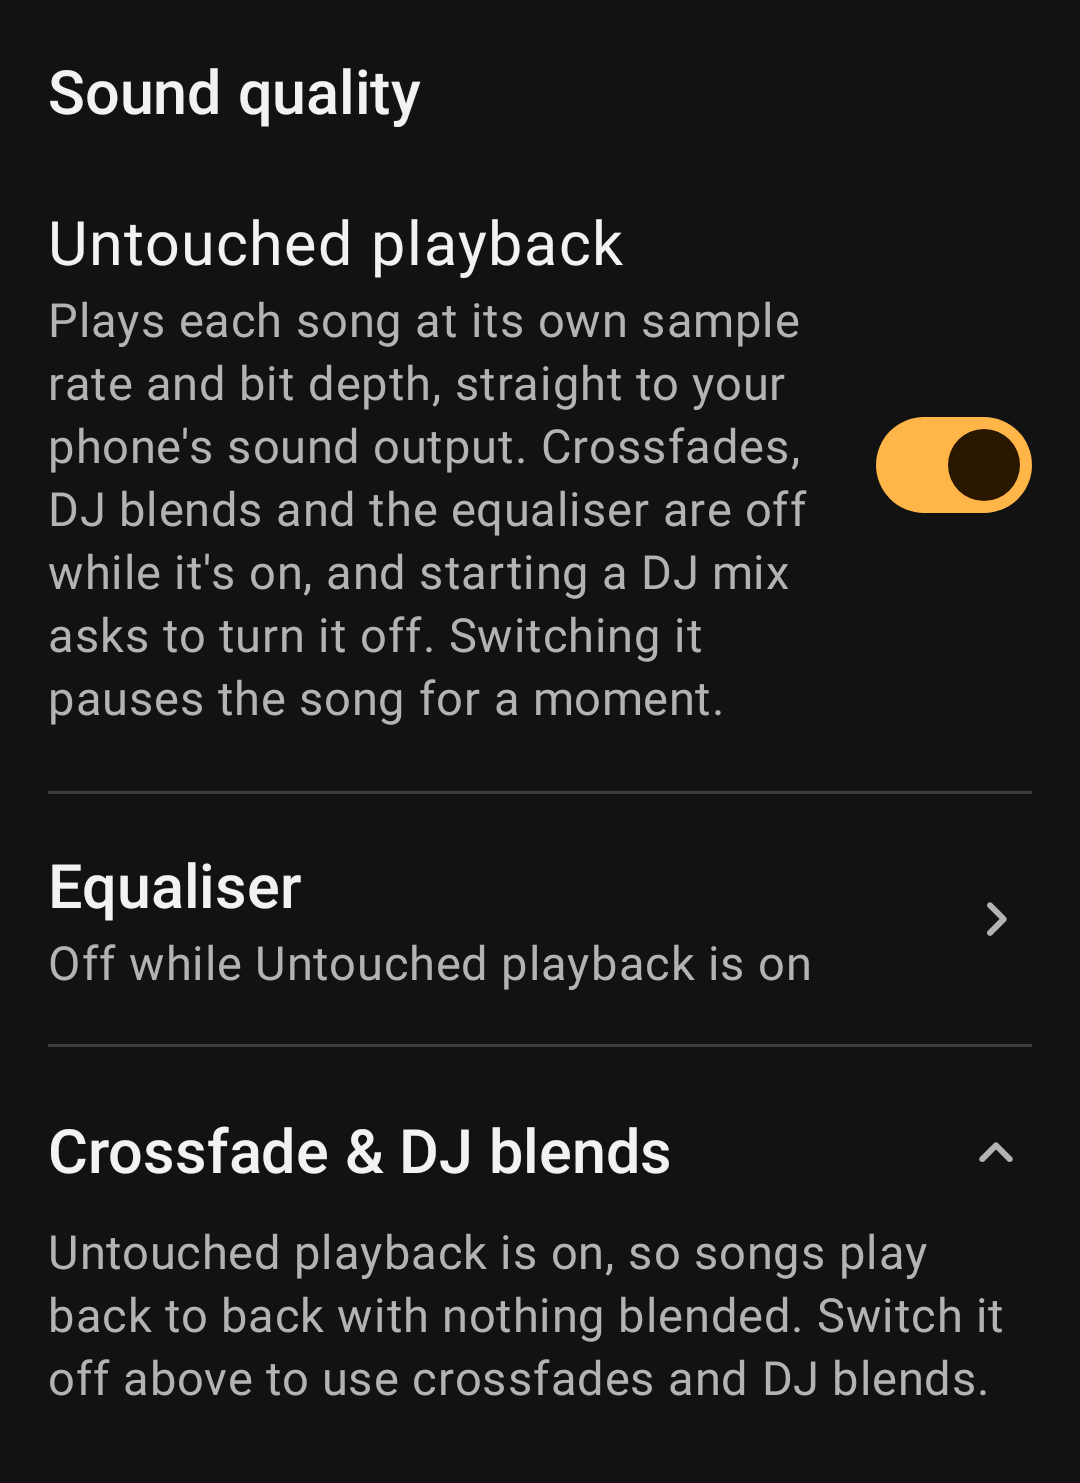 Sound quality
Untouched playback
Plays each song at its own sample
rate and bit depth, straight to your
phone's sound output. Crossfades,
DJ blends and the equaliser are off
while it's on, and starting a DJ mix
asks to turn it off. Switching it
pauses the song for a moment.
Equaliser
Off while Untouched playback is on
Crossfade & DJ blends
Untouched playback is on, so songs play
back to back with nothing blended. Switch it
off above to use crossfades and DJ blends.